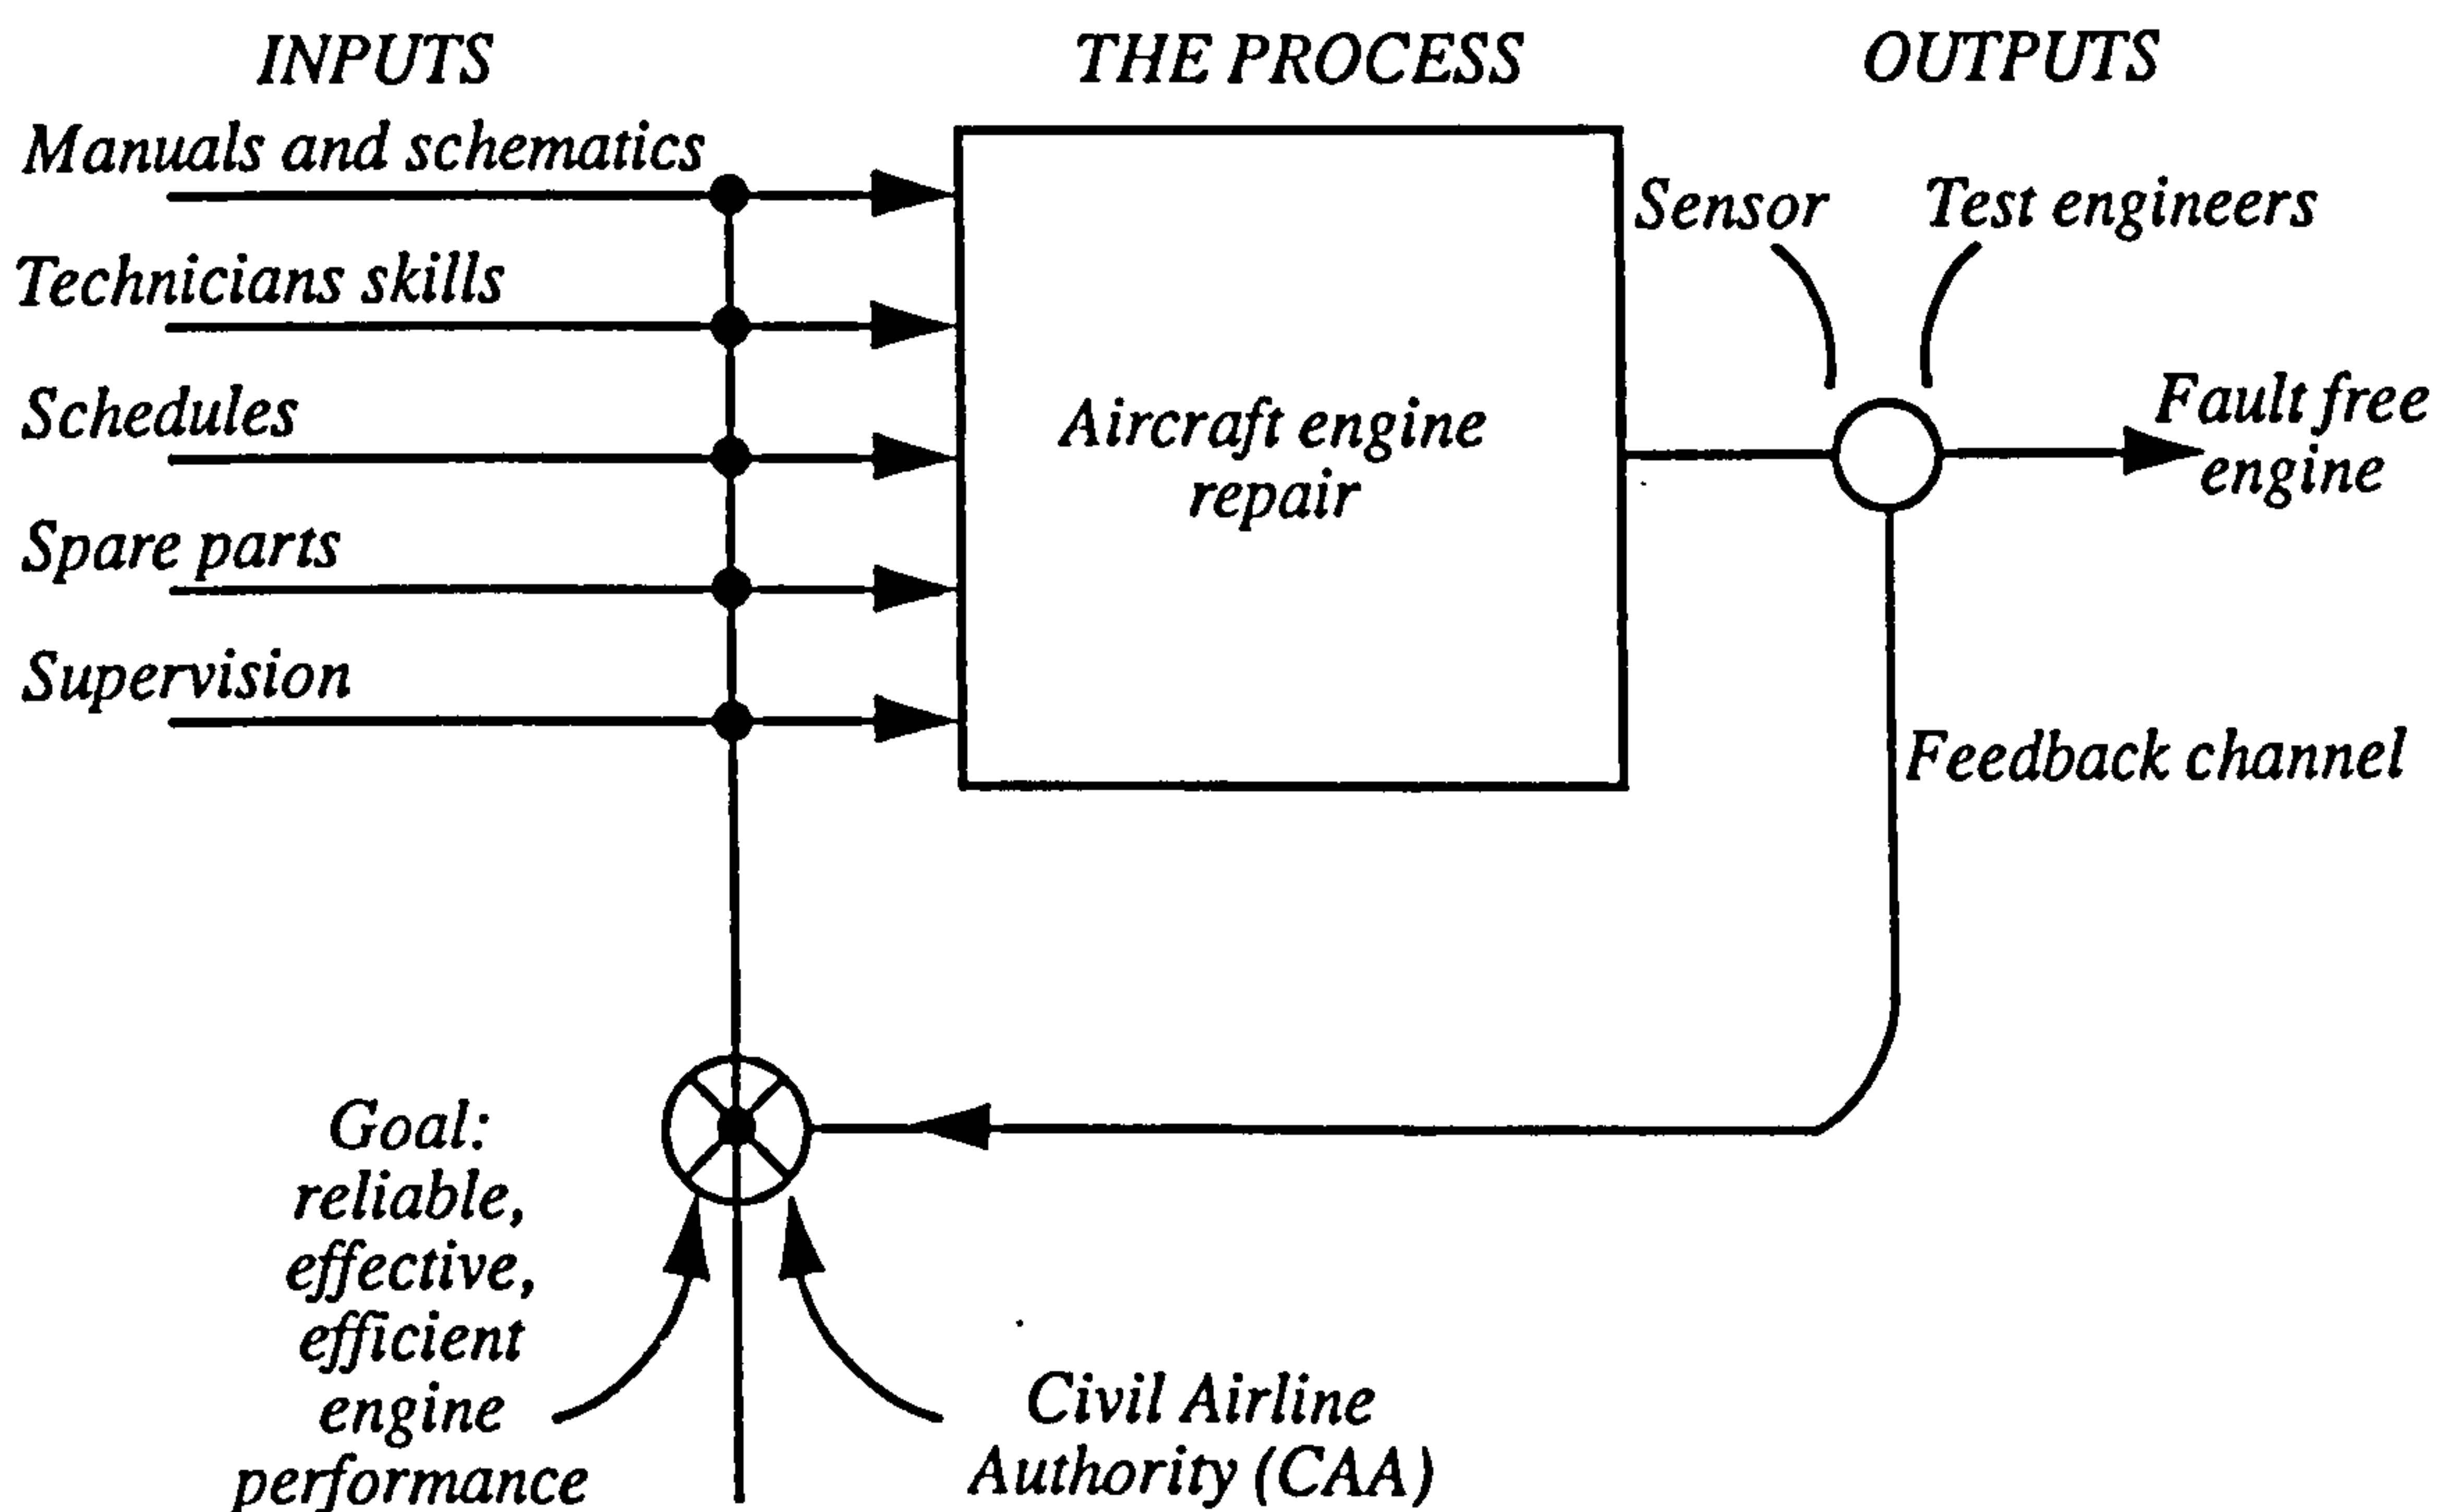 INPUTS
THE PROCESS
OUTPUTS
Manuals and schematics
Technicians skills
Schedules
Spare parts
Supervision
Aircraft engine
repair
Sensor
Test engineers
Fault free
engine
Feedback channel
Goal:
reliable,
effective,
efficient
engine
performance
Civil Airline
Authority (CAA)